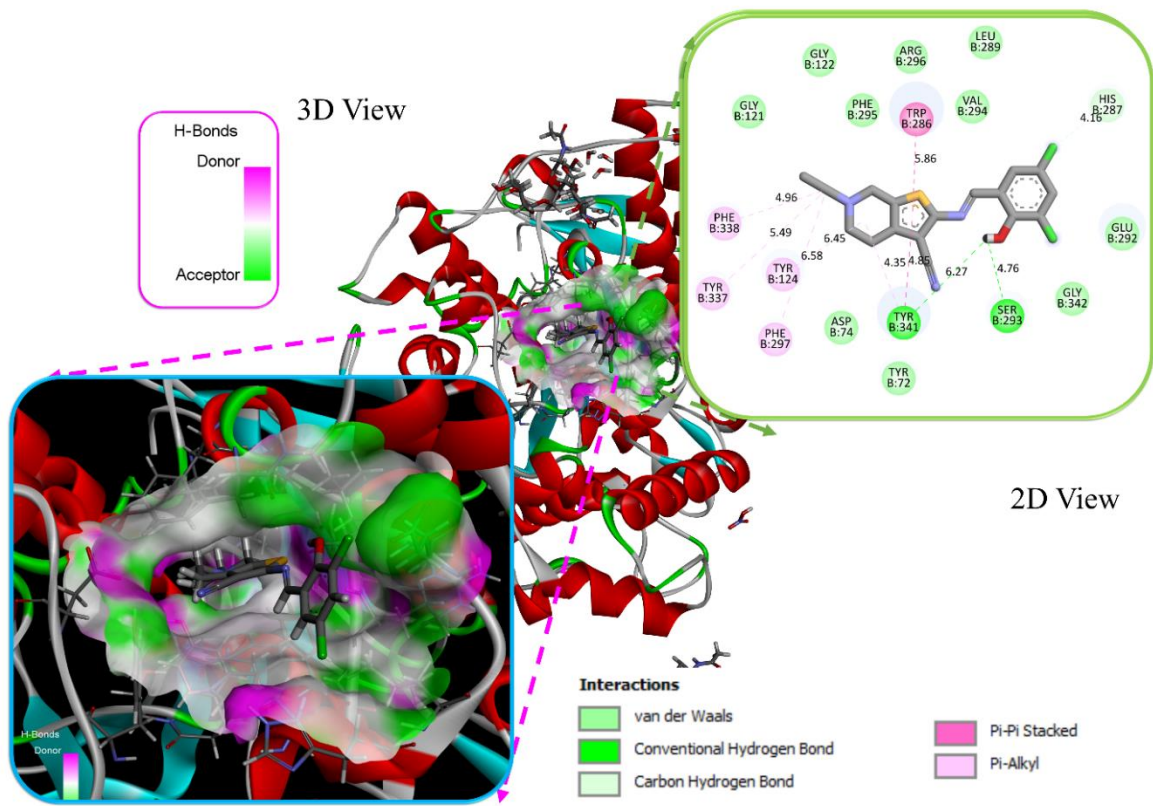 3D View
H-Bonds
Donor
Acceptor
LEU
B:289
GLY
B:122
ARG
B:296
GLY
B:121
PHE
B:295
TRP
B:286
VAL
B:294
HIS
B:287
4.16
5.86
4.96
PHE
B:338
5.49
6.45
6.58
4.35
4.85
6.27
4.76
GLU
B:292
TYR
B:337
TYR
B:124
PHE
B:297
ASP
B:74
TYR
B:341
SER
B:293
GLY
B:342
TYR
B:72
2D View
H-Bonds
Donor
Interactions
van der Waals
Conventional Hydrogen Bond
Carbon Hydrogen Bond
Pi-Pi Stacked
Pi-Alkyl